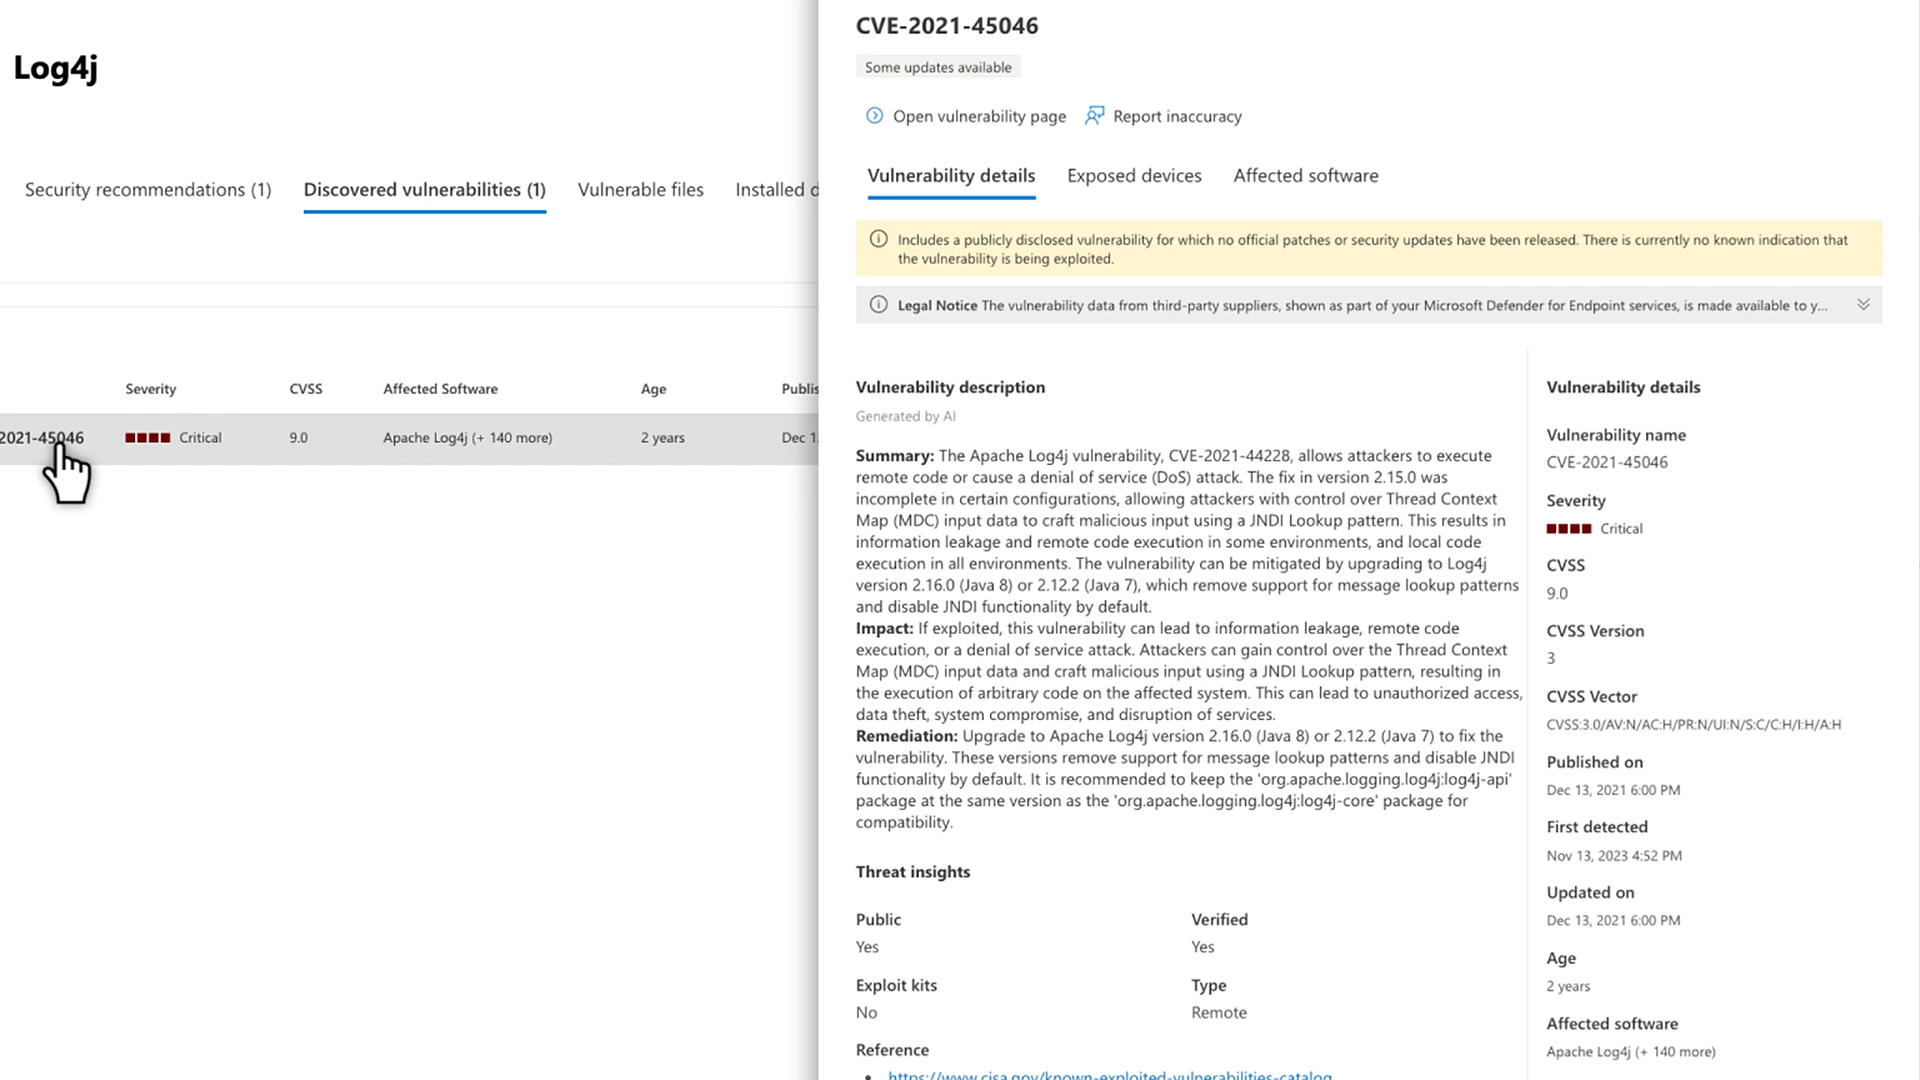 Log4j
Security recommendations (1)
Discovered vulnerabilities (1)
Vulnerable files
Installed d
Severity
CVSS
Affected Software
Age
Publis
2021-45046
Critical
9.0
Apache Log4j (+ 140 more)
2 years
Dec 1
CVE-2021-45046
Some updates available
Open vulnerability page
Report inaccuracy
Vulnerability details
Exposed devices
Affected software
Includes a publicly disclosed vulnerability for which no official patches or security updates have been released. There is currently no known indication that
the vulnerability is being exploited.
Legal Notice The vulnerability data from third-party suppliers, shown as part of your Microsoft Defender for Endpoint services, is made available to y...
Vulnerability description
Generated by AI
Summary: The Apache Log4j vulnerability, CVE-2021-44228, allows attackers to execute
remote code or cause a denial of service (DoS) attack. The fix in version 2.15.0 was
incomplete in certain configurations, allowing attackers with control over Thread Context
Map (MDC) input data to craft malicious input using a JNDI Lookup pattern. This results in
information leakage and remote code execution in some environments, and local code
execution in all environments. The vulnerability can be mitigated by upgrading to Log4j
version 2.16.0 (Java 8) or 2.12.2 (Java 7), which remove support for message lookup patterns
and disable JNDI functionality by default.
Impact: If exploited, this vulnerability can lead to information leakage, remote code
execution, or a denial of service attack. Attackers can gain control over the Thread Context
Map (MDC) input data and craft malicious input using a JNDI Lookup pattern, resulting in
the execution of arbitrary code on the affected system. This can lead to unauthorized access,
data theft, system compromise, and disruption of services.
Remediation: Upgrade to Apache Log4j version 2.16.0 (Java 8) or 2.12.2 (Java 7) to fix the
vulnerability. These versions remove support for message lookup patterns and disable JNDI
functionality by default. It is recommended to keep the 'org.apache.logging.log4j:log4j-api'
package at the same version as the 'org.apache.logging.log4j:log4j-core' package for
compatibility.
Threat insights
Public
Verified
Yes
Yes
Exploit kits
Type
No
Remote
Reference
https://www.cisa.gov/known-exploited-vulnerabilities-catalog
Vulnerability details
Vulnerability name
CVE-2021-45046
Severity
Critical
CVSS
9.0
CVSS Version
3
CVSS Vector
CVSS:3.0/AV:N/AC:H/PR:N/UI:N/S:C/C:H/I:H/A:H
Published on
Dec 13, 2021 6:00 PM
First detected
Nov 13, 2023 4:52 PM
Updated on
Dec 13, 2021 6:00 PM
Age
2 years
Affected software
Apache Log4j (+ 140 more)